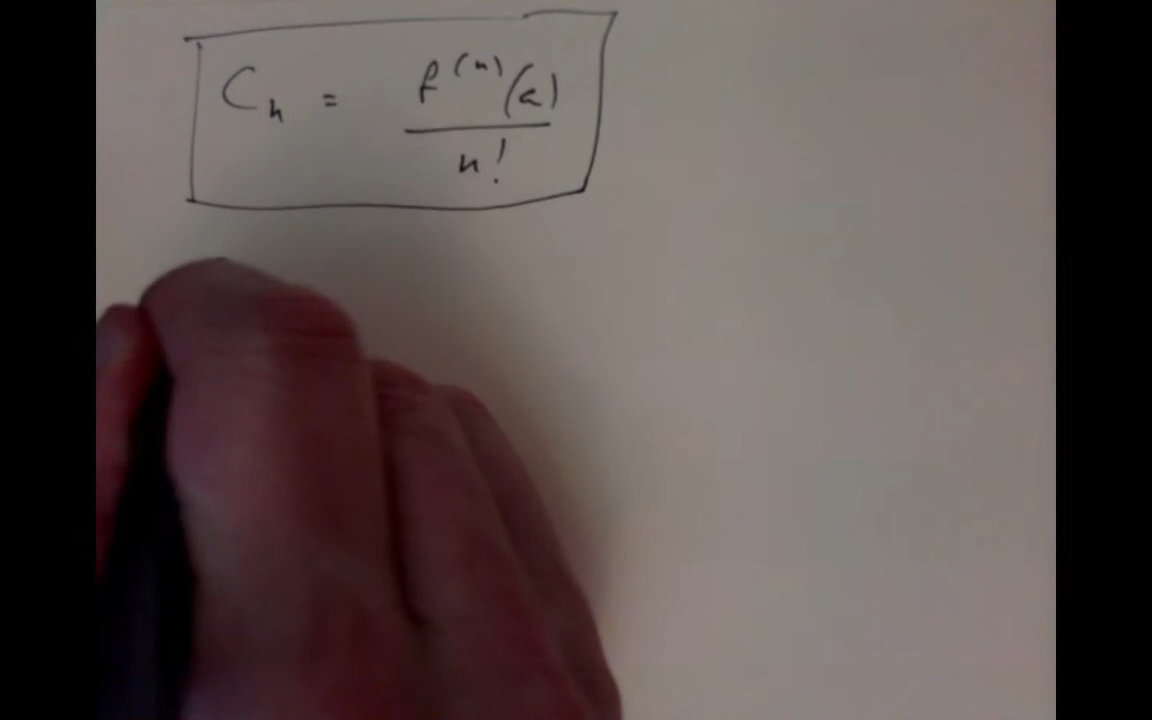 Cₙ = f⁽ⁿ⁾(a) / n!